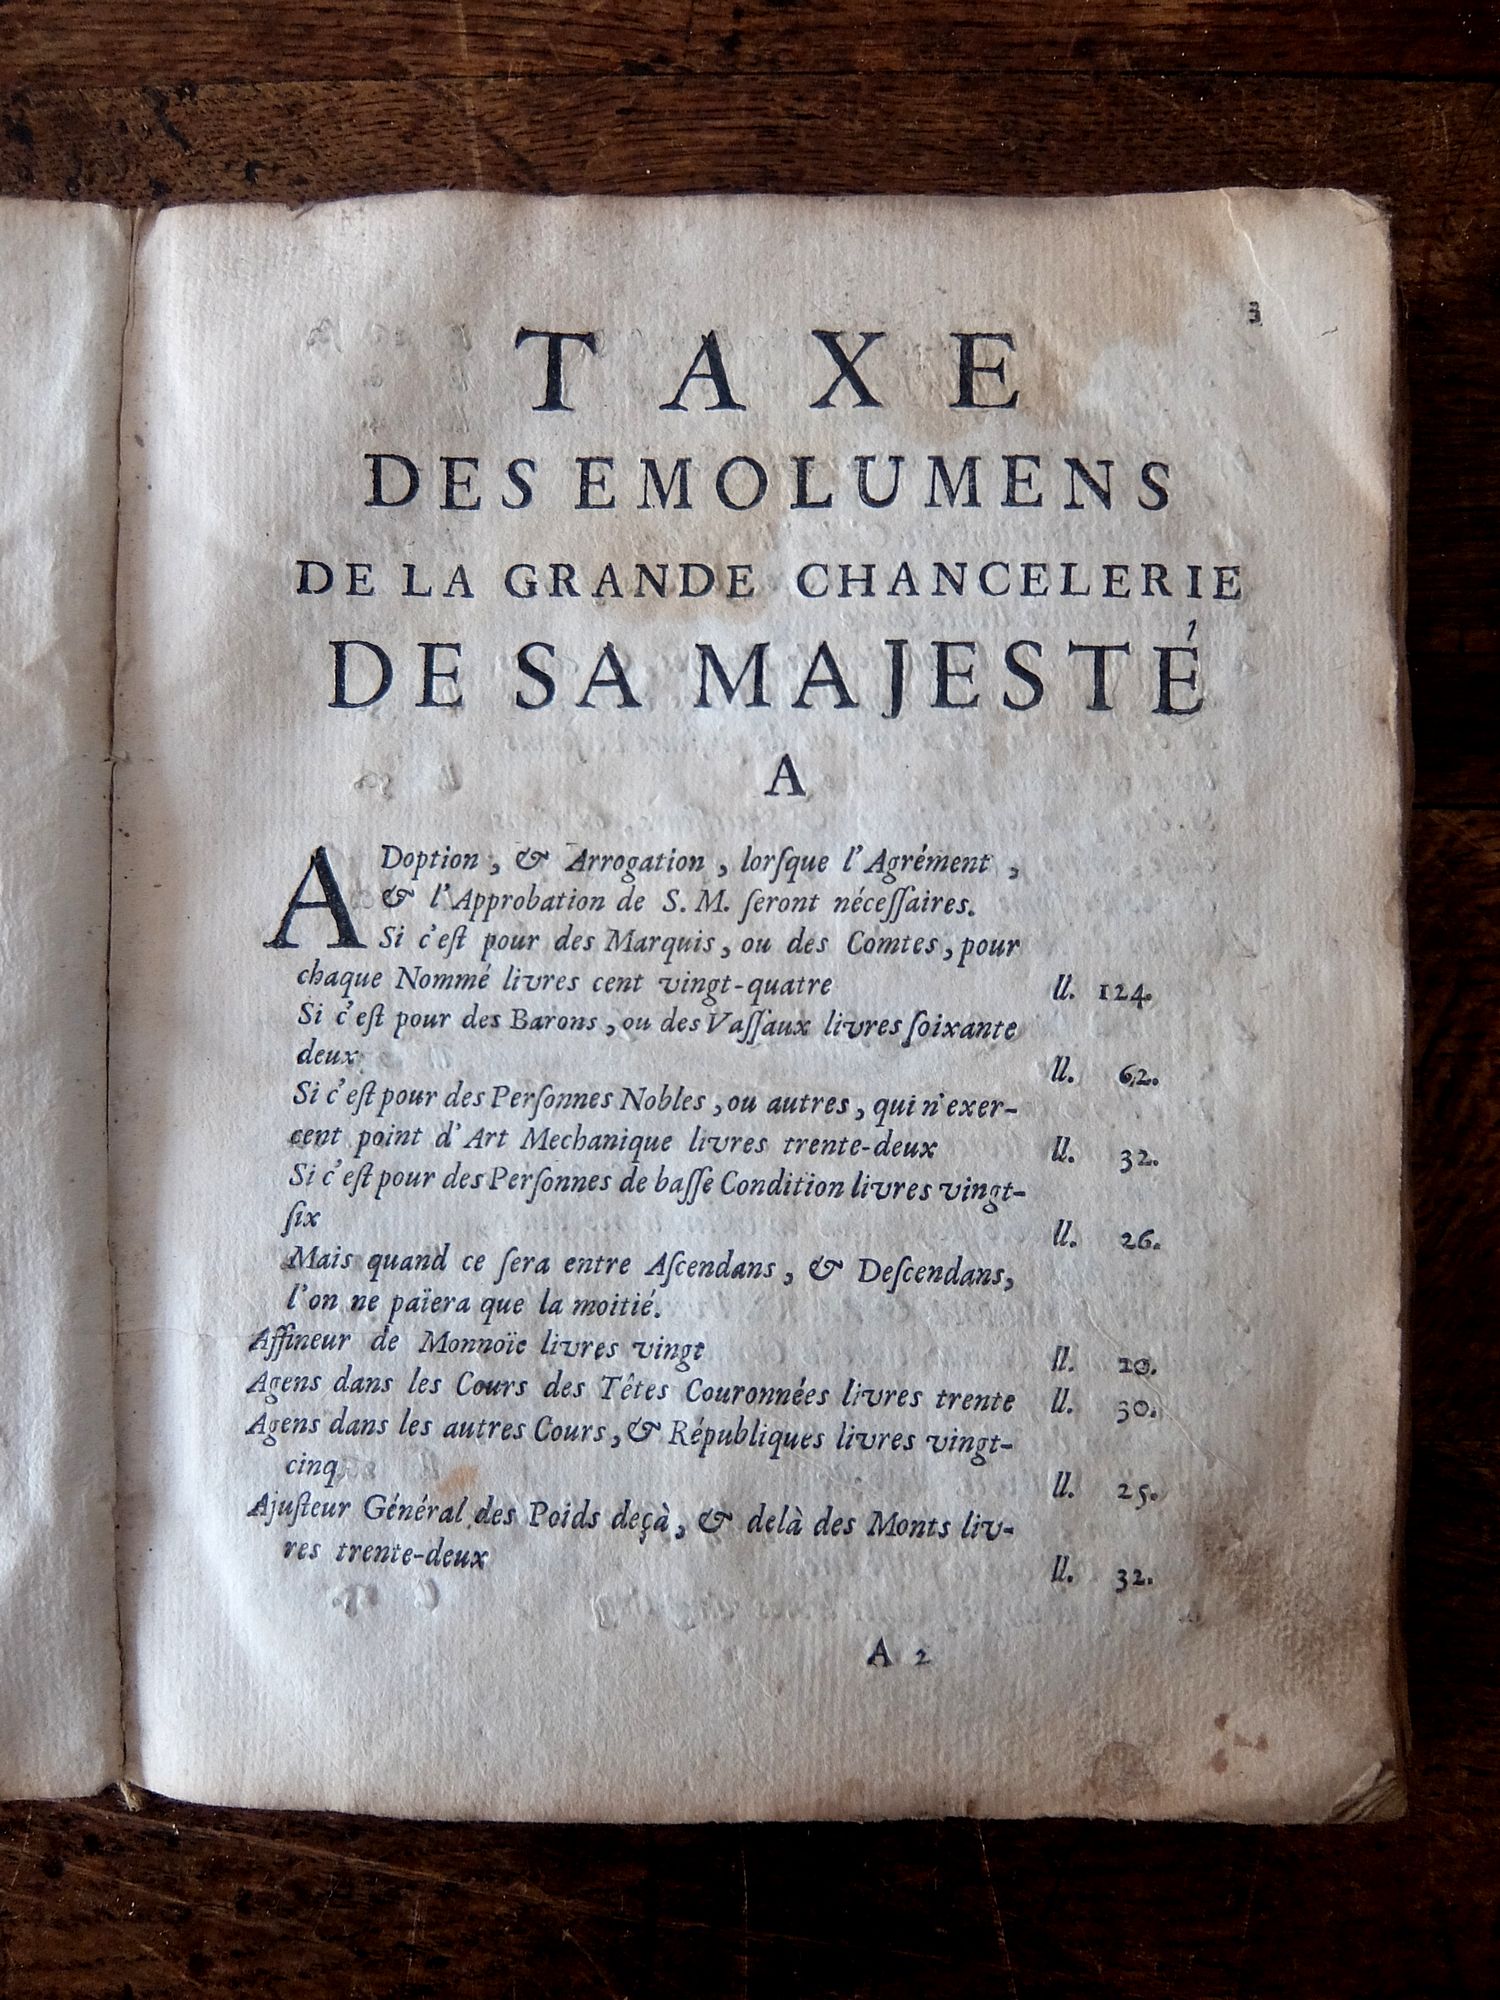 3
TAXE
DES EMOLUMENS
DE LA GRANDE CHANCELERIE
DE SA MAJESTÉ
A
ADoption, & Arrogation, lorſque l'Agrément,
& l'Approbation de S. M. ſeront néceſſaires.
Si c'eſt pour des Marquis, ou des Comtes, pour
chaque Nommé livres cent vingt-quatre ll. 124.
Si c'eſt pour des Barons, ou des Vaſſaux livres ſoixante
deux ll. 62.
Si c'eſt pour des Perſonnes Nobles, ou autres, qui n'exer-
cent point d'Art Mechanique livres trente-deux ll. 32.
Si c'eſt pour des Perſonnes de baſſe Condition livres vingt-
ſix ll. 26.
Mais quand ce ſera entre Aſcendans, & Deſcendans,
l'on ne païera que la moitié.
Affineur de Monnoïe livres vingt ll. 20.
Agens dans les Cours des Têtes Couronnées livres trente ll. 30.
Agens dans les autres Cours, & Républiques livres vingt-
cinq ll. 25.
Ajuſteur Général des Poids deçà, & delà des Monts liv-
res trente-deux ll. 32.
A 2